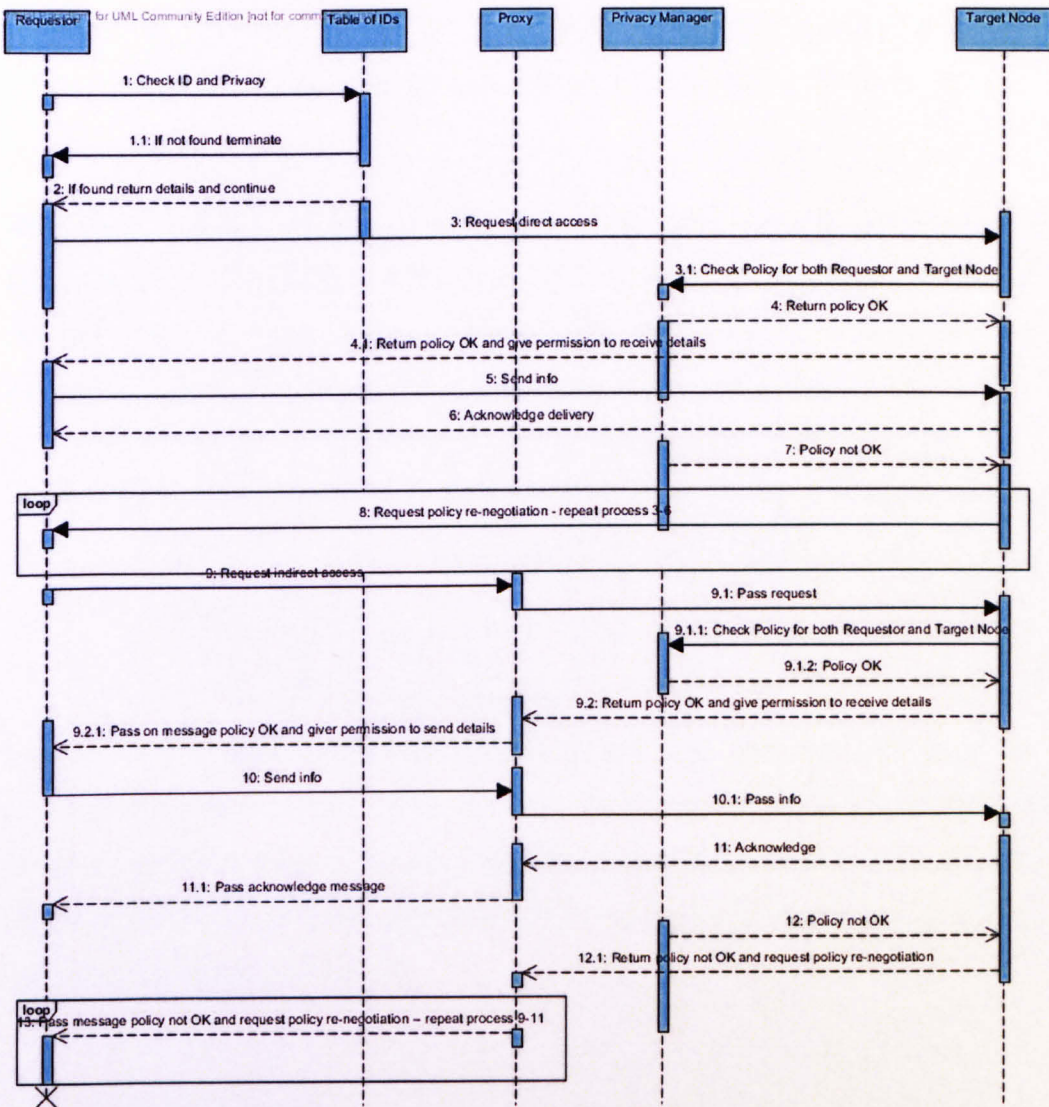 for UML Community Edition [not for comm
Requestor
Table of IDs
Proxy
Privacy Manager
Target Node
1: Check ID and Privacy
1.1: If not found terminate
2: If found return details and continue
3: Request direct access
3.1: Check Policy for both Requestor and Target Node
4: Return policy OK
4.1: Return policy OK and give permission to receive details
5: Send info
6: Acknowledge delivery
7: Policy not OK
loop
8: Request policy re-negotiation - repeat process 3-6
9: Request indirect access
9.1: Pass request
9.1.1: Check Policy for both Requestor and Target Node
9.1.2: Policy OK
9.2: Return policy OK and give permission to receive details
9.2.1: Pass on message policy OK and giver permission to send details
10: Send info
10.1: Pass info
11: Acknowledge
11.1: Pass acknowledge message
12: Policy not OK
12.1: Return policy not OK and request policy re-negotiation
loop
13: Pass message policy not OK and request policy re-negotiation – repeat process 9-11